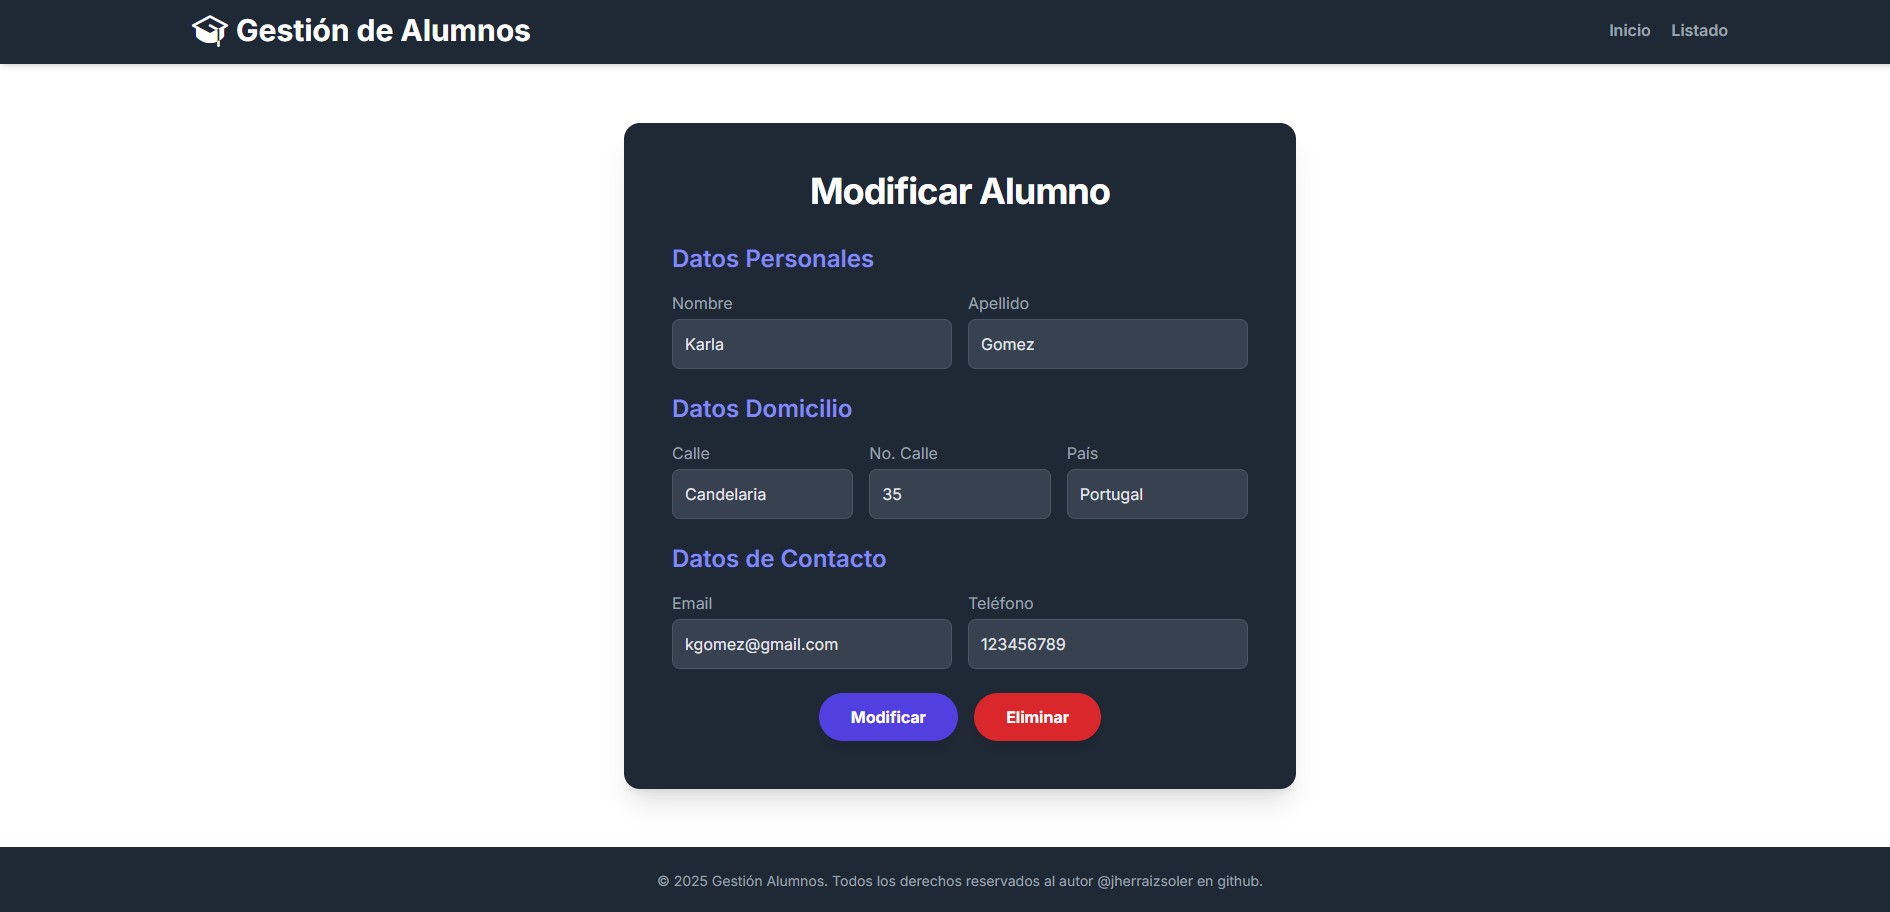 Gestión de Alumnos
Inicio Listado
Modificar Alumno
Datos Personales
Nombre Apellido
Karla Gomez
Datos Domicilio
Calle No. Calle País
Candelaria 35 Portugal
Datos de Contacto
Email Teléfono
kgomez@gmail.com 123456789
Modificar Eliminar
© 2025 Gestión Alumnos. Todos los derechos reservados al autor @jherraizsoler en github.